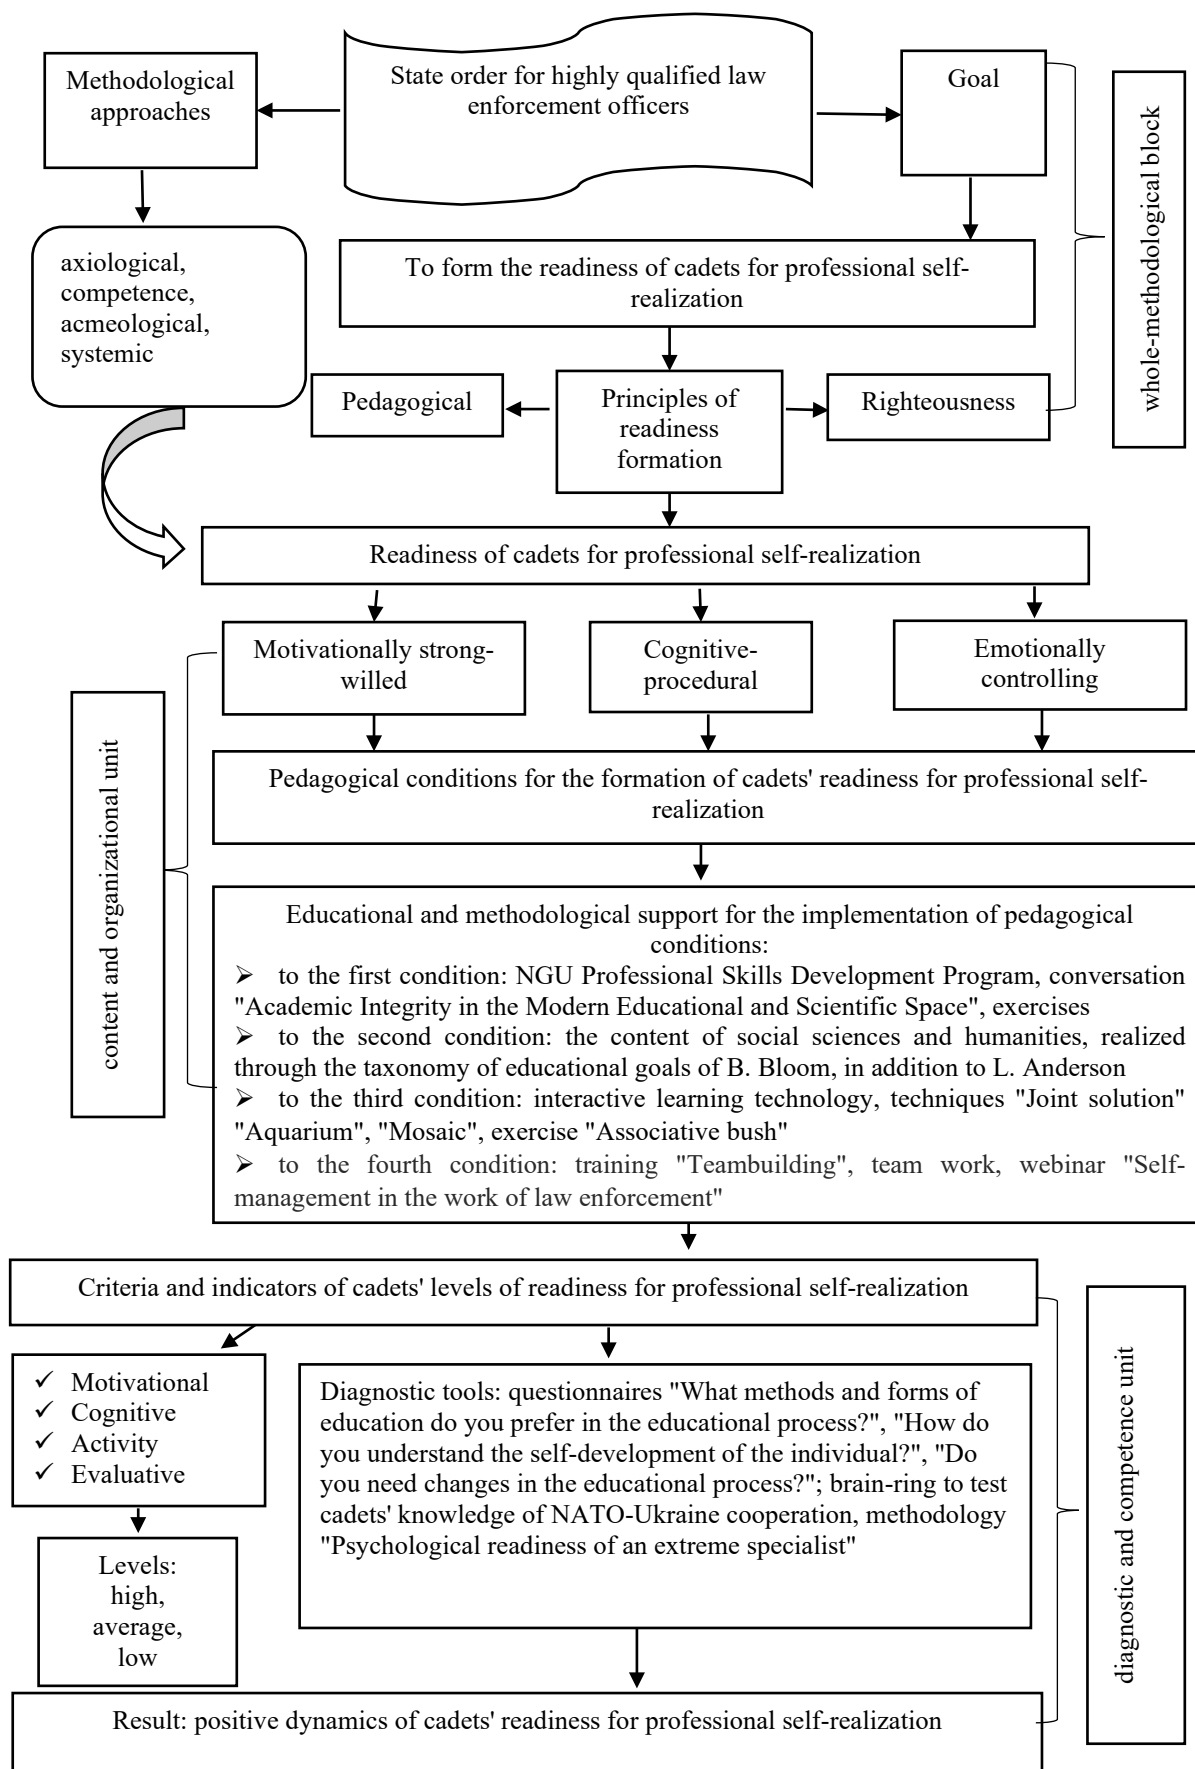 Methodological
approaches
State order for highly qualified law
enforcement officers
Goal
whole-methodological block
axiological,
competence,
acmeological,
systemic
To form the readiness of cadets for professional self-
realization
Pedagogical
Principles of
readiness
formation
Righteousness
Readiness of cadets for professional self-realization
Motivationally strong-
willed
Cognitive-
procedural
Emotionally
controlling
content and organizational unit
Pedagogical conditions for the formation of cadets' readiness for professional self-
realization
Educational and methodological support for the implementation of pedagogical
conditions:
➢ to the first condition: NGU Professional Skills Development Program, conversation
"Academic Integrity in the Modern Educational and Scientific Space", exercises
➢ to the second condition: the content of social sciences and humanities, realized
through the taxonomy of educational goals of B. Bloom, in addition to L. Anderson
➢ to the third condition: interactive learning technology, techniques "Joint solution"
"Aquarium", "Mosaic", exercise "Associative bush"
➢ to the fourth condition: training "Teambuilding", team work, webinar "Self-
management in the work of law enforcement"
Criteria and indicators of cadets' levels of readiness for professional self-realization
✓ Motivational
✓ Cognitive
✓ Activity
✓ Evaluative
Levels:
high,
average,
low
Diagnostic tools: questionnaires "What methods and forms of
education do you prefer in the educational process?", "How do
you understand the self-development of the individual?", "Do
you need changes in the educational process?"; brain-ring to test
cadets' knowledge of NATO-Ukraine cooperation, methodology
"Psychological readiness of an extreme specialist"
diagnostic and competence unit
Result: positive dynamics of cadets' readiness for professional self-realization